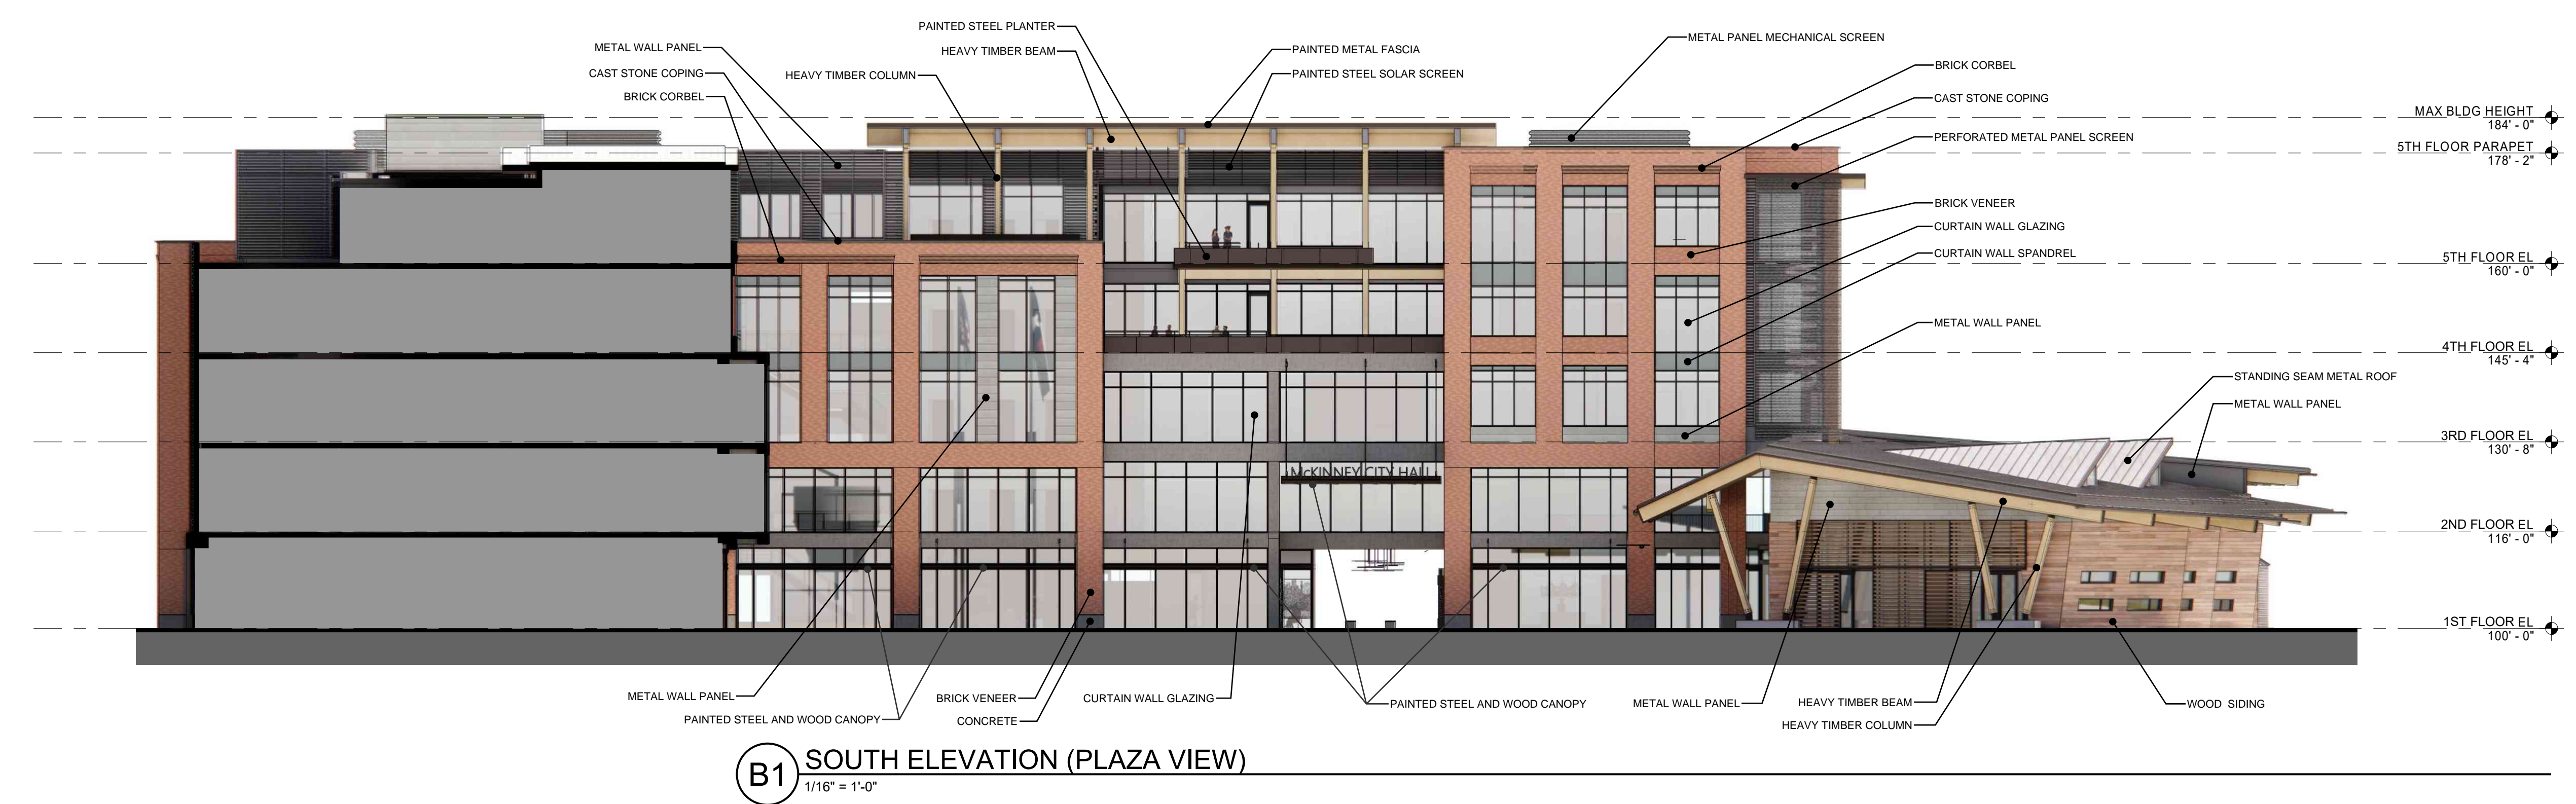 PAINTED STEEL PLANTER
METAL WALL PANEL
HEAVY TIMBER BEAM
PAINTED METAL FASCIA
METAL PANEL MECHANICAL SCREEN
CAST STONE COPING
HEAVY TIMBER COLUMN
PAINTED STEEL SOLAR SCREEN
BRICK CORBEL
BRICK CORBEL
CAST STONE COPING
MAX BLDG HEIGHT
184' - 0"
PERFORATED METAL PANEL SCREEN
5TH FLOOR PARAPET
178' - 2"
BRICK VENEER
CURTAIN WALL GLAZING
CURTAIN WALL SPANDREL
5TH FLOOR EL
160' - 0"
METAL WALL PANEL
4TH FLOOR EL
145' - 4"
STANDING SEAM METAL ROOF
METAL WALL PANEL
3RD FLOOR EL
130' - 8"
McKINNEY CITY HALL
2ND FLOOR EL
116' - 0"
1ST FLOOR EL
100' - 0"
METAL WALL PANEL
BRICK VENEER
CURTAIN WALL GLAZING
PAINTED STEEL AND WOOD CANOPY
METAL WALL PANEL
HEAVY TIMBER BEAM
WOOD SIDING
PAINTED STEEL AND WOOD CANOPY
CONCRETE
HEAVY TIMBER COLUMN
B1
SOUTH ELEVATION (PLAZA VIEW)
1/16" = 1'-0"